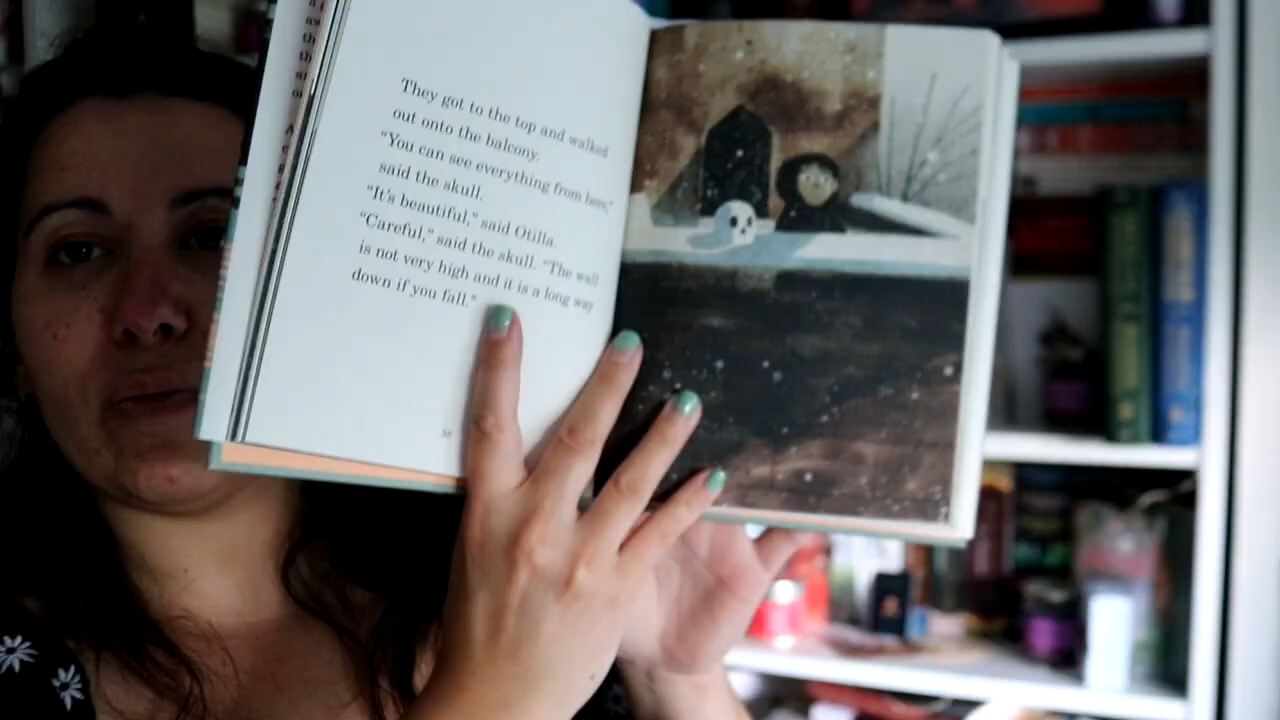 They got to the top and walked
out onto the balcony.
“You can see everything from here,”
said the skull.
“It’s beautiful,” said Otilla.
“Careful,” said the skull. “The wall
is not very high and it is a long way
down if you fall.”